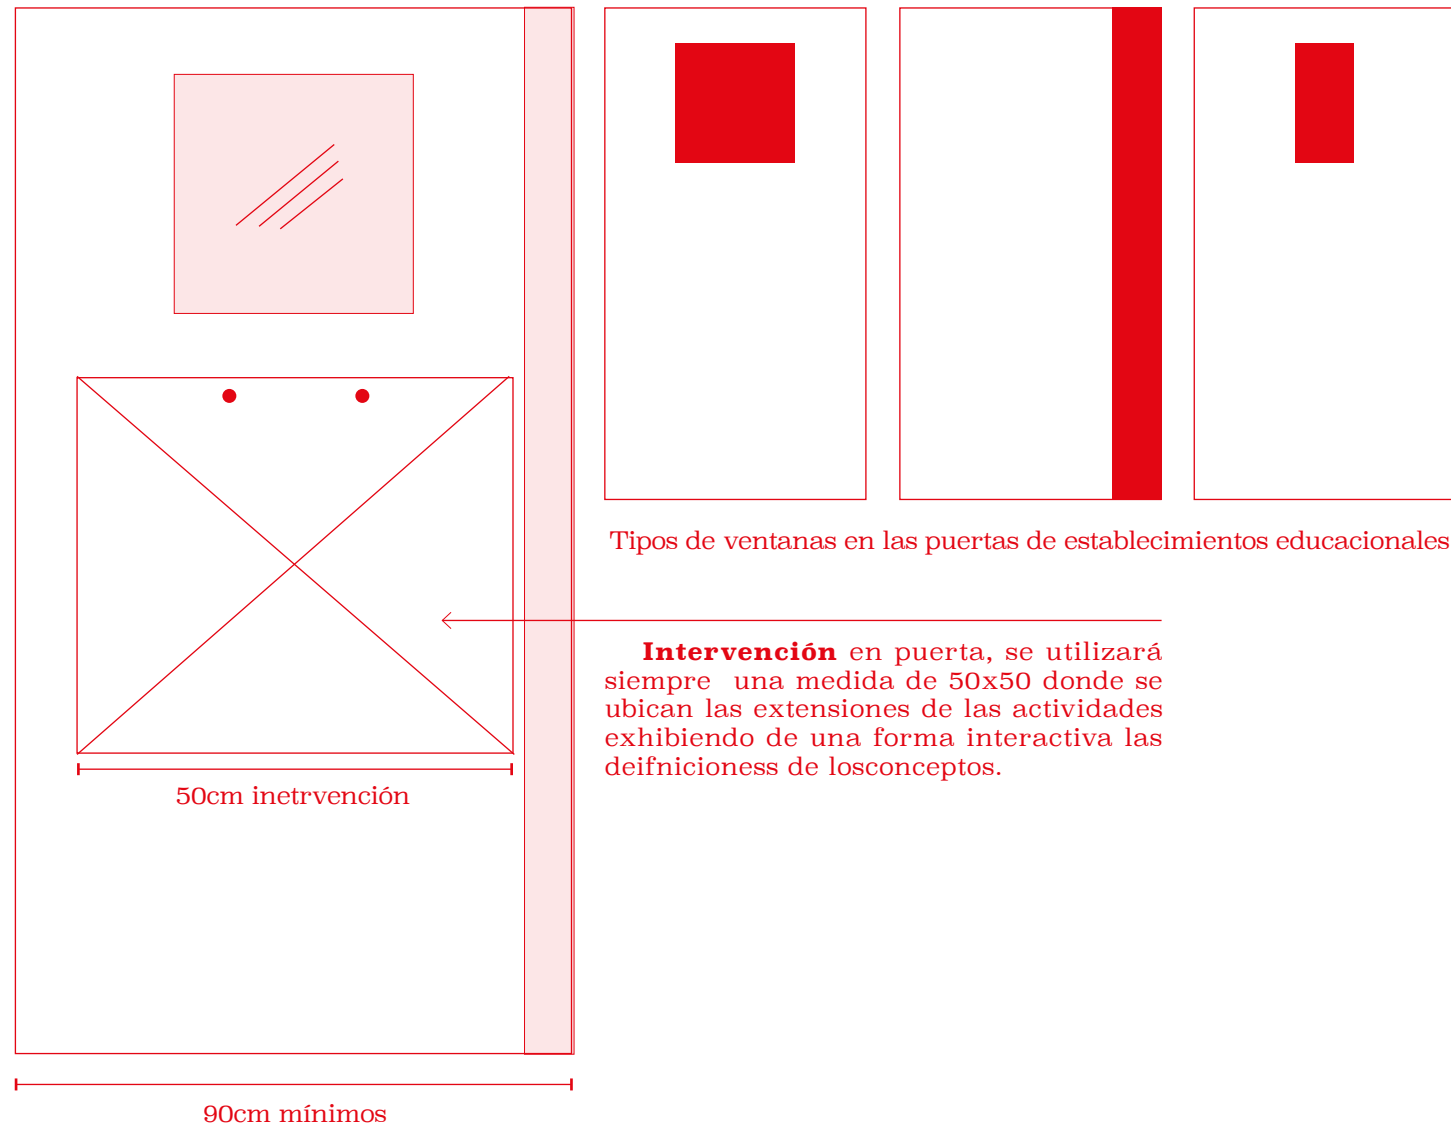 Tipos de ventanas en las puertas de establecimientos educacionales
Intervención en puerta, se utilizará
siempre  una medida de 50x50 donde se
ubican las extensiones de las actividades
exhibiendo de una forma interactiva las
deifnicioness de losconceptos.
50cm inetrvención
90cm mínimos